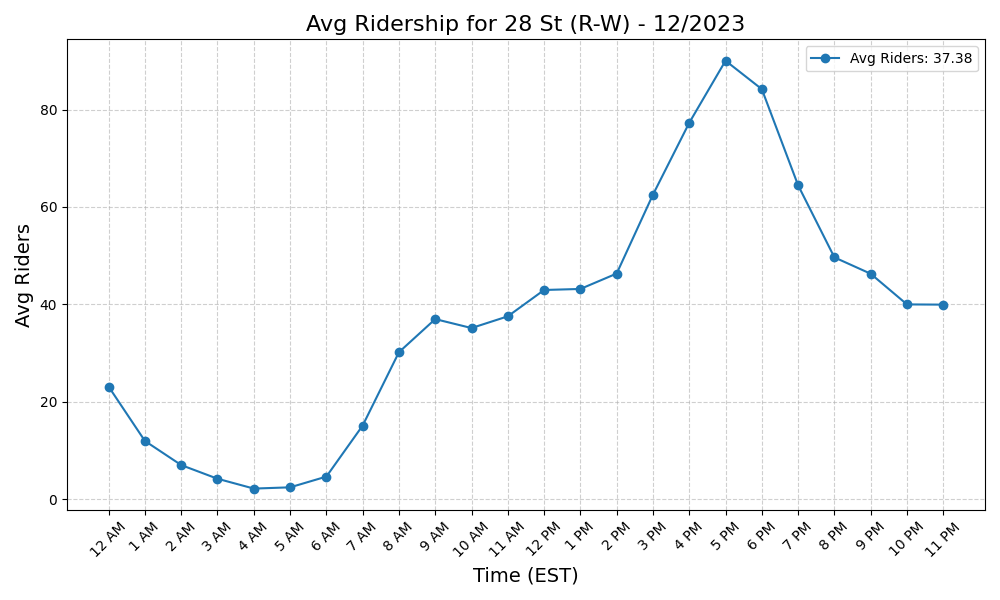 Avg Ridership for 28 St (R-W) - 12/2023
Avg Riders: 37.38
Avg Riders
80
60
40
20
0
12 AM
1 AM
2 AM
3 AM
4 AM
5 AM
6 AM
7 AM
8 AM
9 AM
10 AM
11 AM
12 PM
1 PM
2 PM
3 PM
4 PM
5 PM
6 PM
7 PM
8 PM
9 PM
10 PM
11 PM
Time (EST)